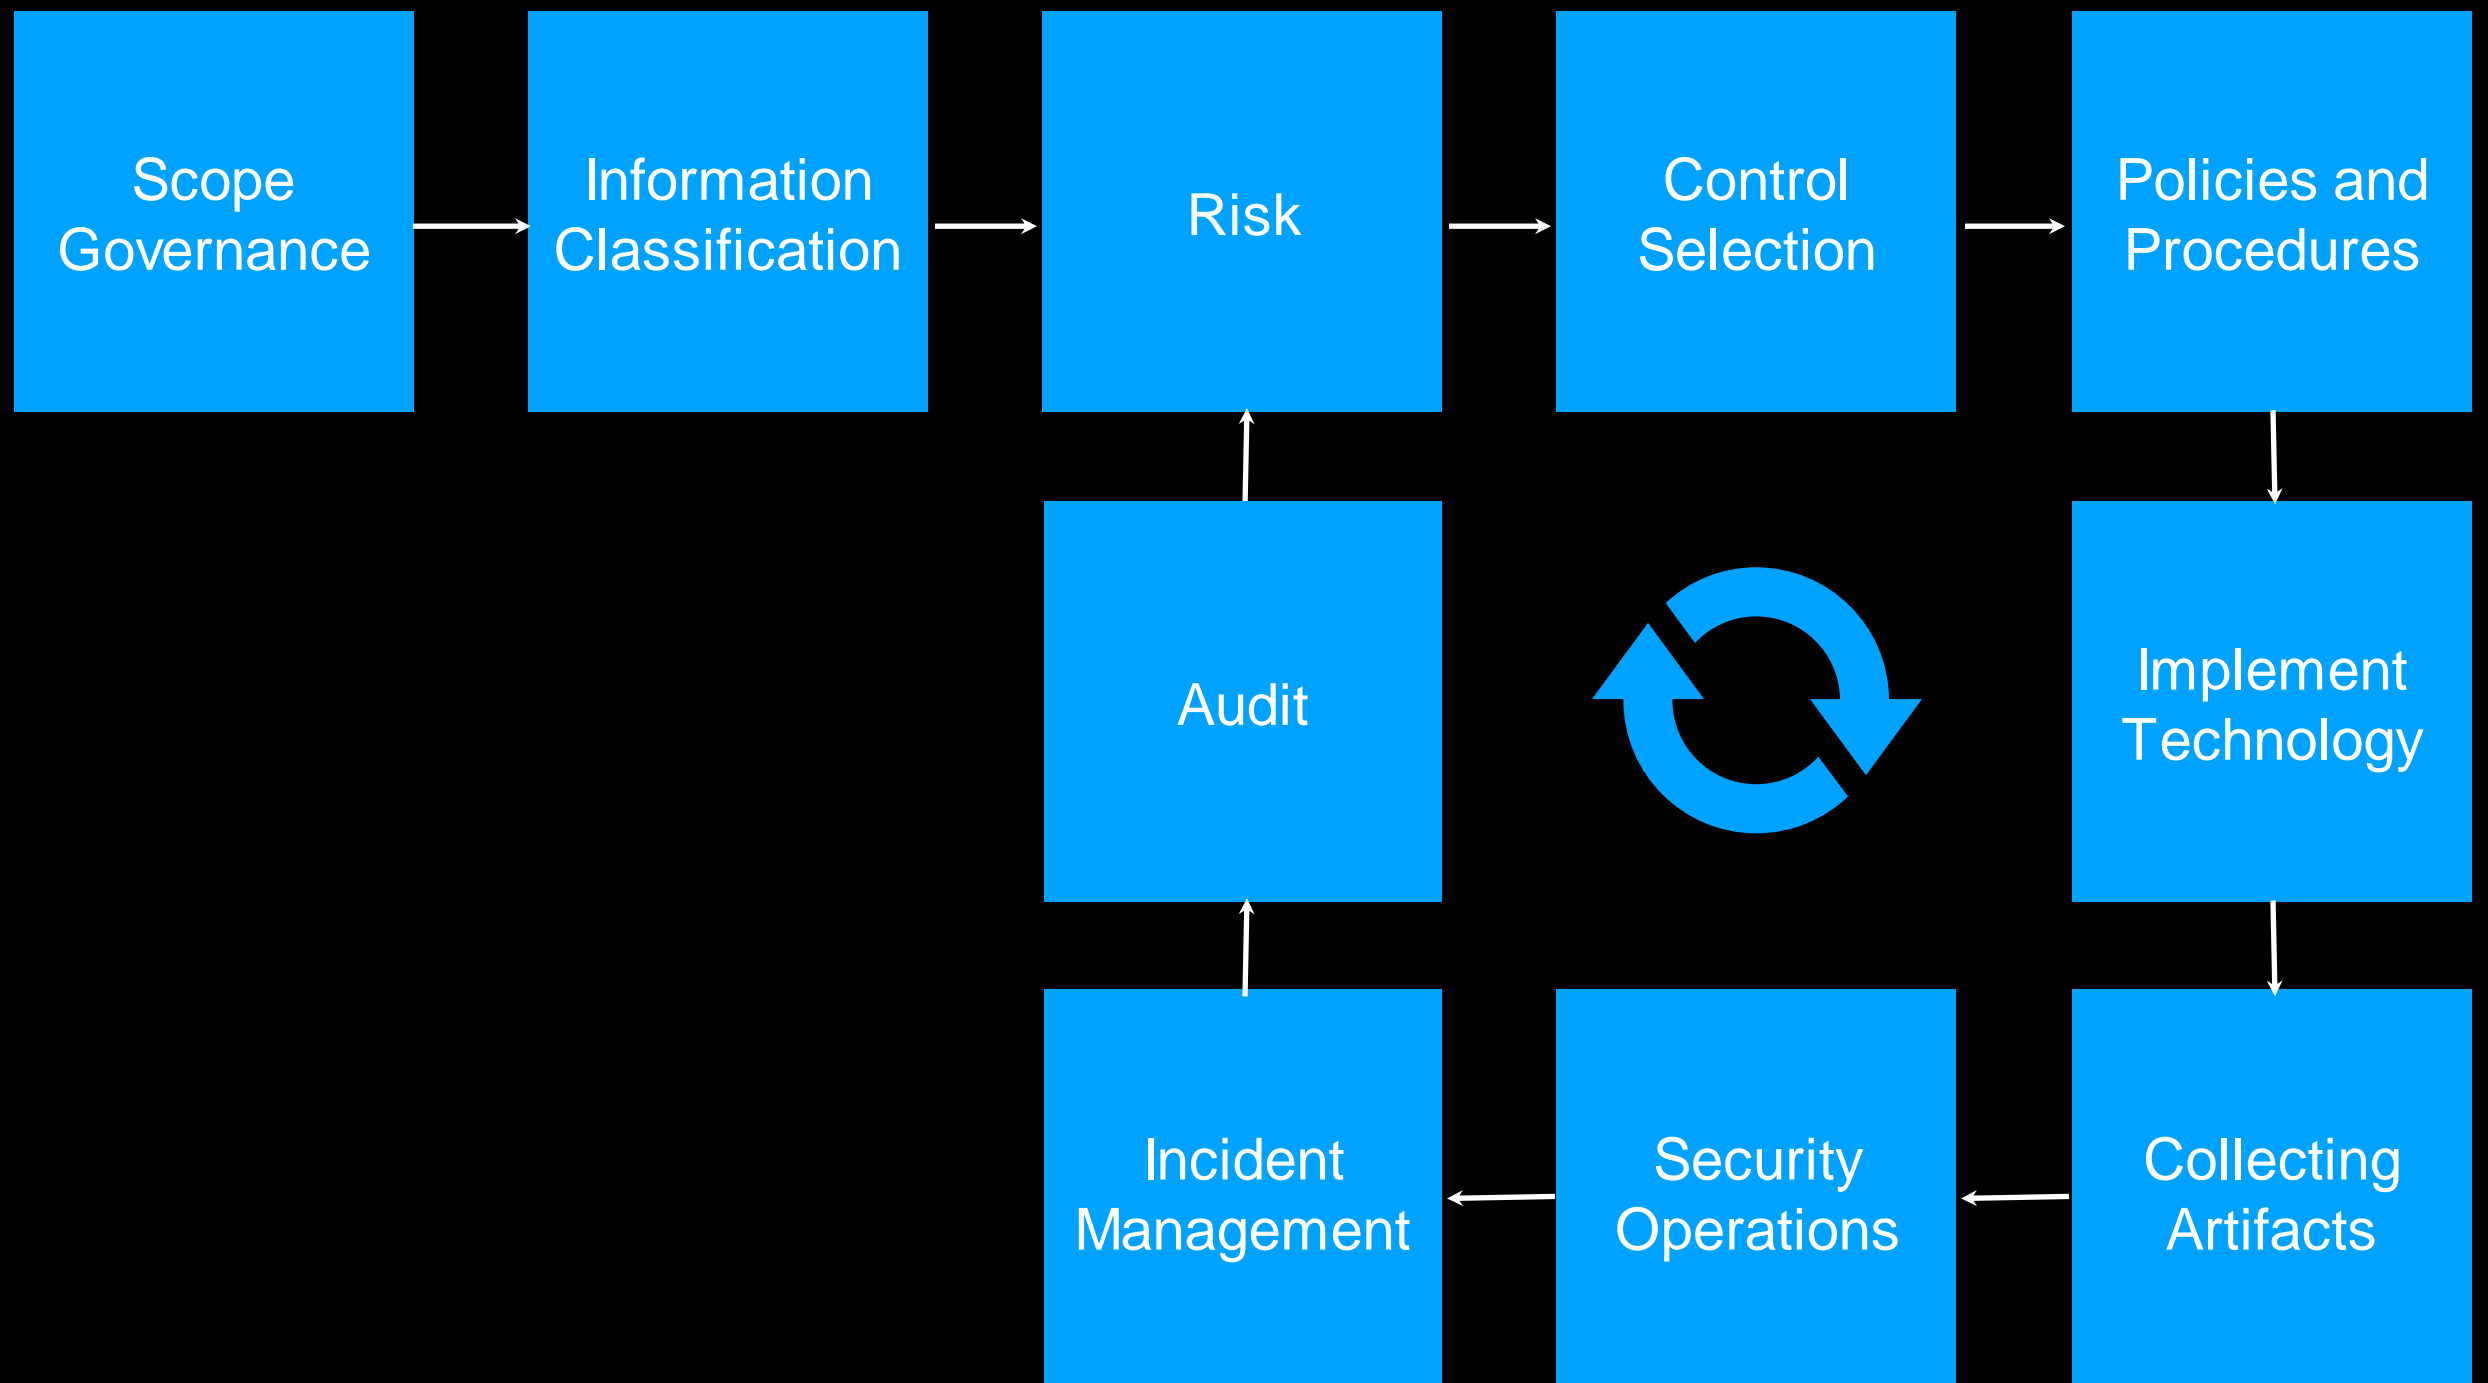 Scope
Governance
Information
Classification
Risk
Control
Selection
Policies and
Procedures
Audit
Implement
Technology
Incident
Management
Security
Operations
Collecting
Artifacts